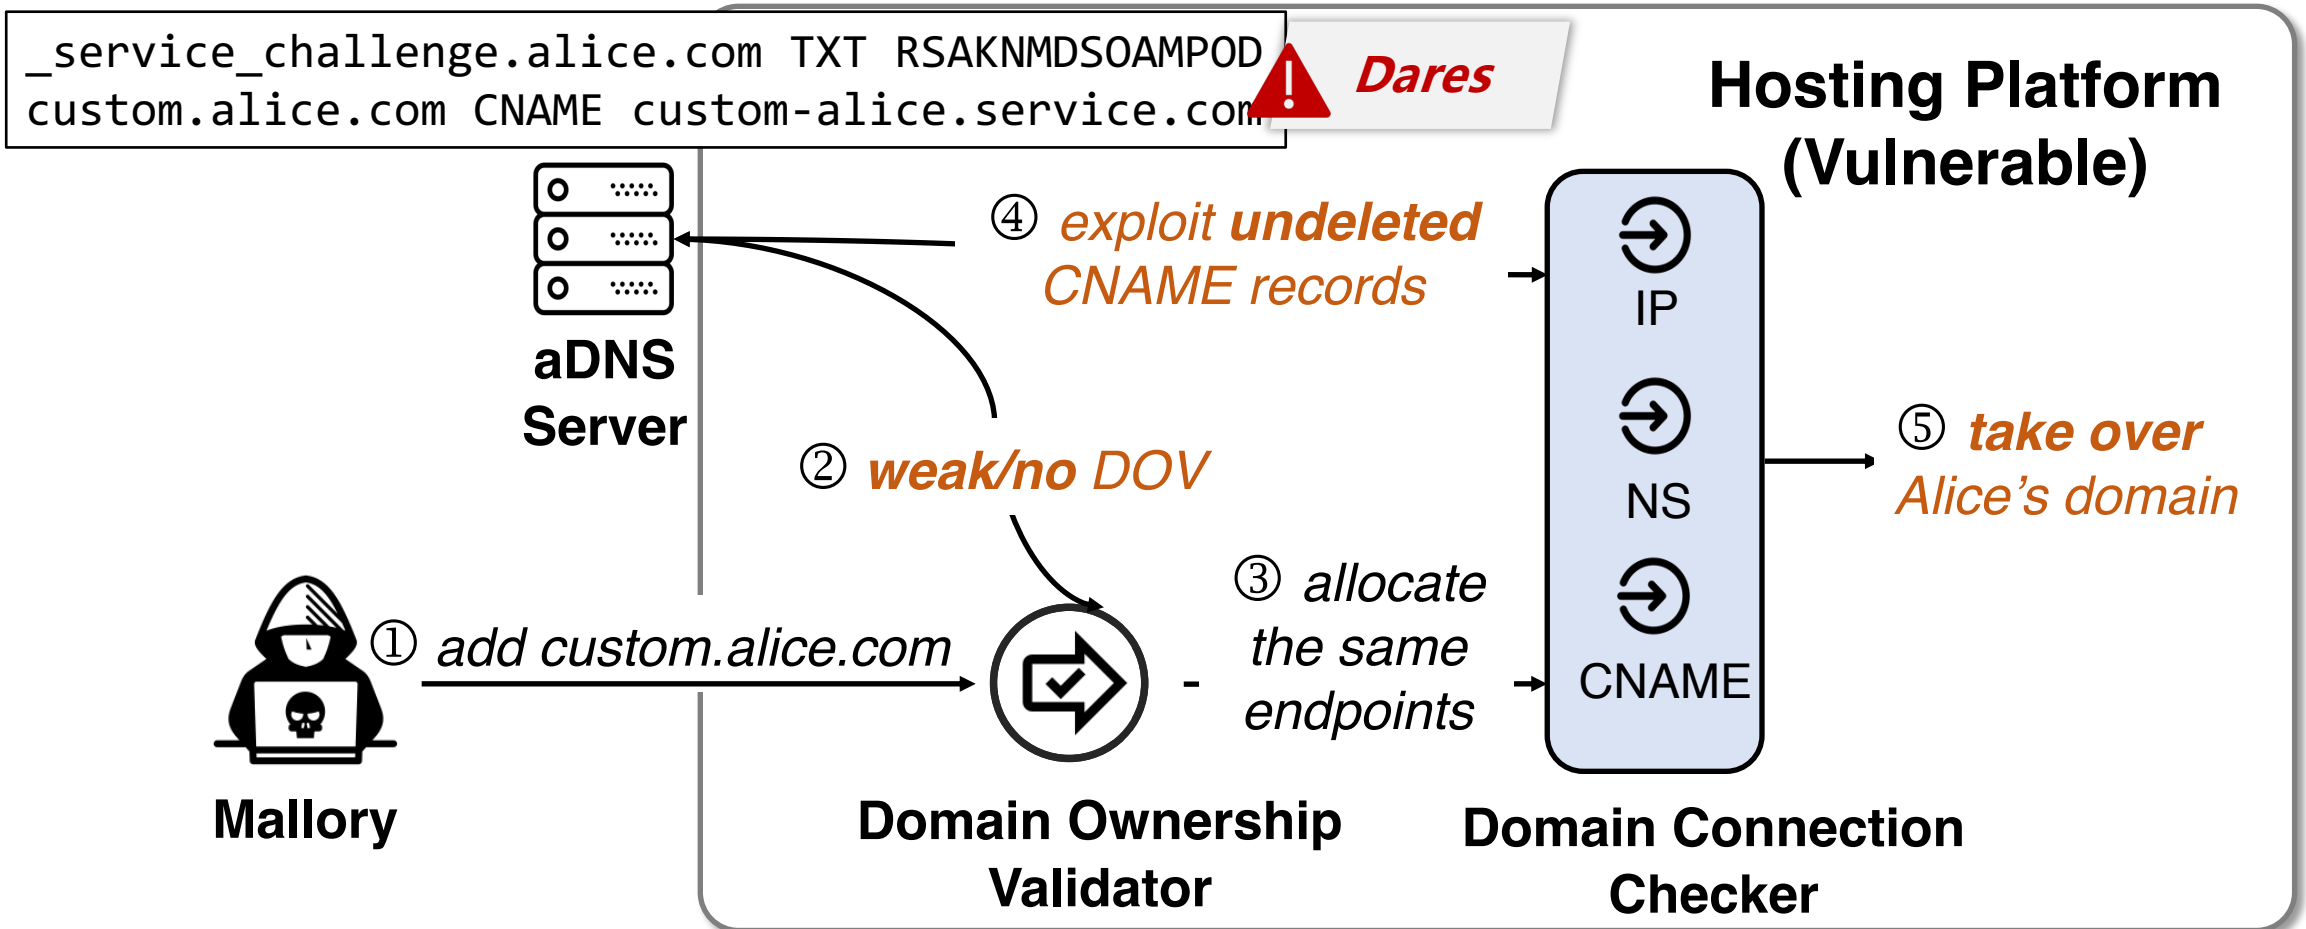 _service_challenge.alice.com TXT RSAKNMDSOAMPOD
custom.alice.com CNAME custom-alice.service.com
Dares
Hosting Platform
(Vulnerable)
④ exploit undeleted
CNAME records
IP
aDNS
Server
② weak/no DOV
NS
⑤ take over
Alice's domain
① add custom.alice.com
③ allocate
the same
endpoints
CNAME
Mallory
Domain Ownership
Validator
Domain Connection
Checker